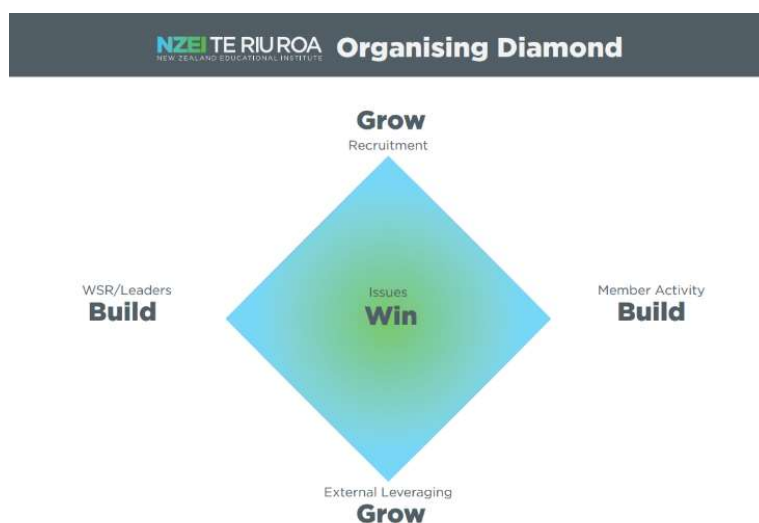 NZEI TE RIU ROA Organising Diamond
NEW ZEALAND EDUCATIONAL INSTITUTE
Grow
Recruitment
WSR/Leaders
Build
Issues
Win
Member Activity
Build
External Leveraging
Grow